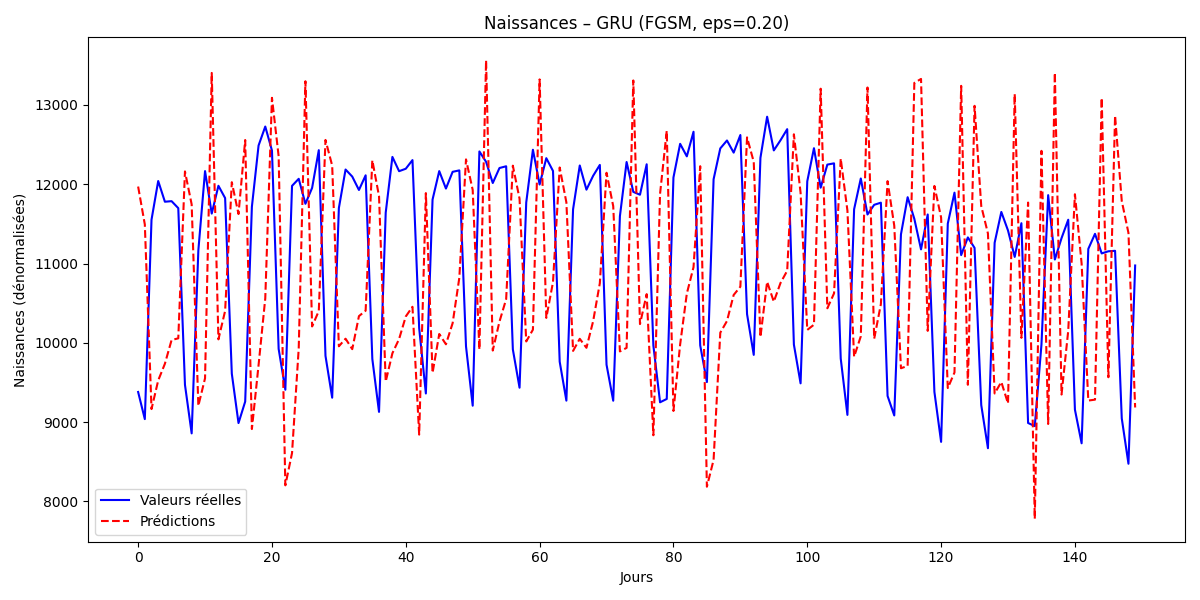 Naissances – GRU (FGSM, eps=0.20)
Naissances (dénormalisées)
13000
12000
11000
10000
9000
8000
Valeurs réelles
Prédictions
0 20 40 60 80 100 120 140
Jours